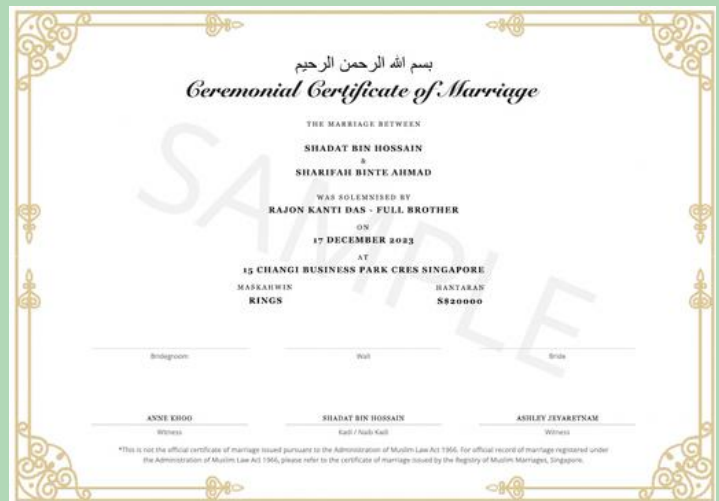 بسم الله الرحمن الرحيم
Ceremonial Certificate of Marriage
THE MARRIAGE BETWEEN
SHADAT BIN HOSSAIN
&
SHARIFAH BINTE AHMAD
WAS SOLEMNISED BY
RAJON KANTI DAS - FULL BROTHER
ON
17 DECEMBER 2023
AT
15 CHANGI BUSINESS PARK CRES SINGAPORE
MASKAHWIN HANTARAN
RINGS S$20000
SAMPLE
Bridegroom Wali Bride
ANNE KHOO SHADAT BIN HOSSAIN ASHLEY JEYARETNAM
Witness Kadi / Naib Kadi Witness
*This is not the official certificate of marriage issued pursuant to the Administration of Muslim Law Act 1966. For official record of marriage registered under
the Administration of Muslim Law Act 1966, please refer to the certificate of marriage issued by the Registry of Muslim Marriages, Singapore.